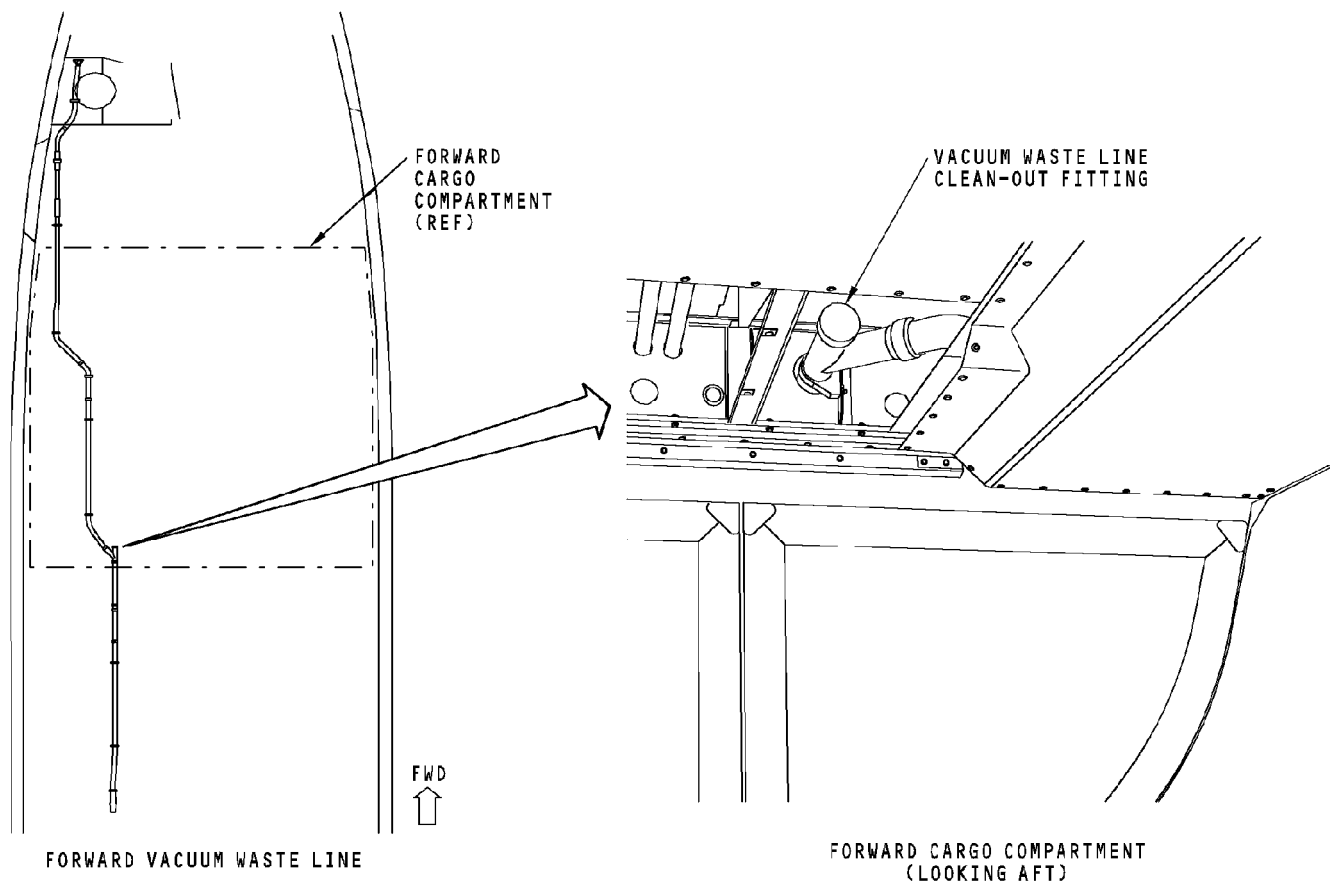 FORWARD
CARGO
COMPARTMENT
(REF)
VACUUM WASTE LINE
CLEAN-OUT FITTING
FWD
FORWARD VACUUM WASTE LINE
FORWARD CARGO COMPARTMENT
(LOOKING AFT)